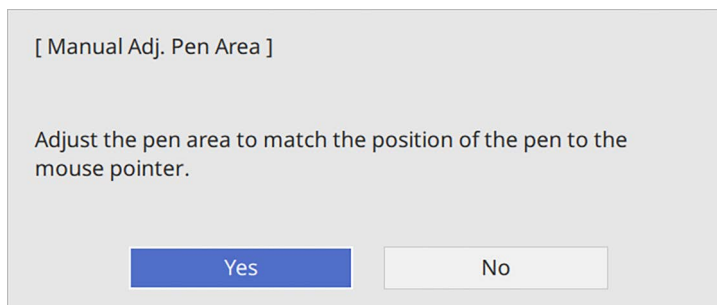 [ Manual Adj. Pen Area ]
Adjust the pen area to match the position of the pen to the
mouse pointer.
Yes
No